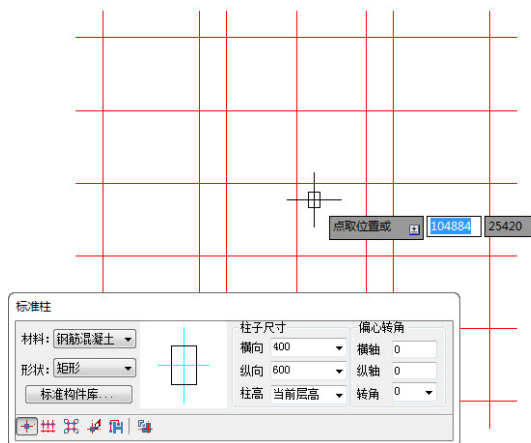 点取位置或 104884 25420
标准柱
材料: 钢筋混凝土
形状: 矩形
标准构件库...
柱子尺寸
横向 400
纵向 600
柱高 当前层高
偏心转角
横轴 0
纵轴 0
转角 0